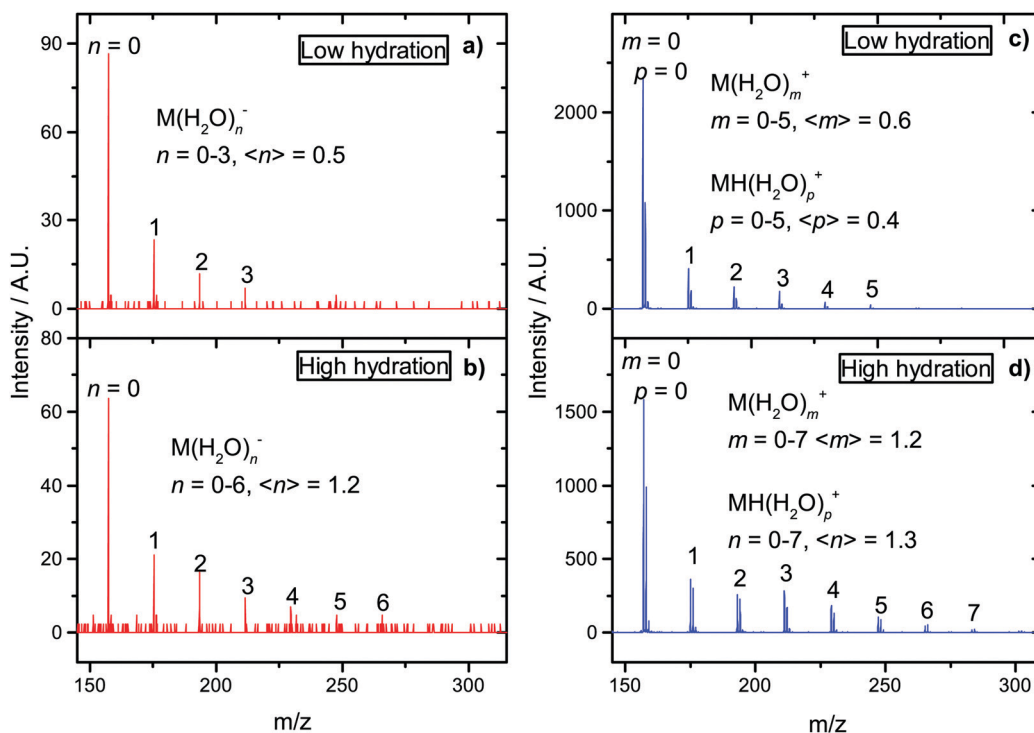 n = 0
Low hydration
a)
M(H2O)n-
n = 0-3, <n> = 0.5
1
2
3
90
60
30
0
n = 0
High hydration
b)
M(H2O)n-
n = 0-6, <n> = 1.2
1
2
3
4
5
6
80
60
40
20
0
Intensity / A.U.
150 200 250 300
m/z
m = 0
p = 0
Low hydration
c)
M(H2O)m+
m = 0-5, <m> = 0.6
MH(H2O)p+
p = 0-5, <p> = 0.4
1
2
3
4
5
2000
1000
0
m = 0
p = 0
High hydration
d)
M(H2O)m+
m = 0-7 <m> = 1.2
MH(H2O)p+
n = 0-7, <n> = 1.3
1
2
3
4
5
6
7
1500
1000
500
0
Intensity / A.U.
150 200 250 300
m/z